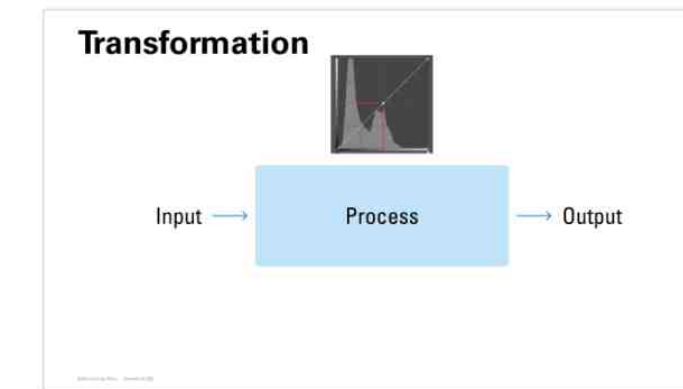 Transformation
Input → Process → Output